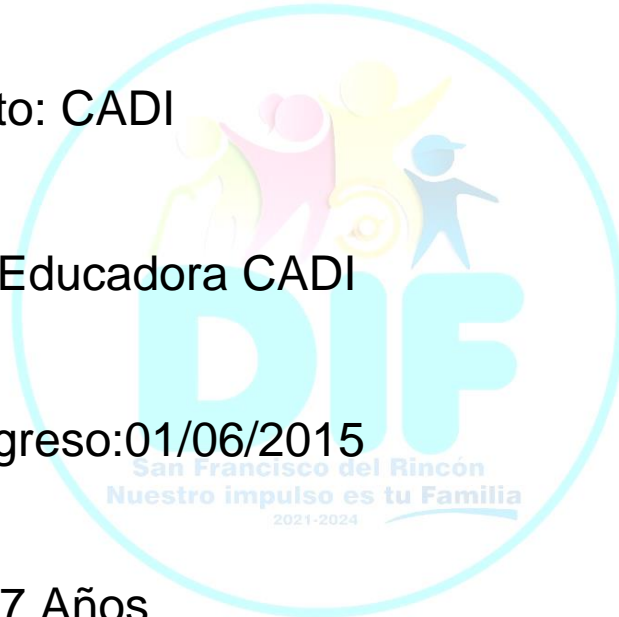 to: CADI
Educadora CADI
greso:01/06/2015
DIF
San Francisco del Rincón
Nuestro impulso es tu Familia
2021-2024
7 Años